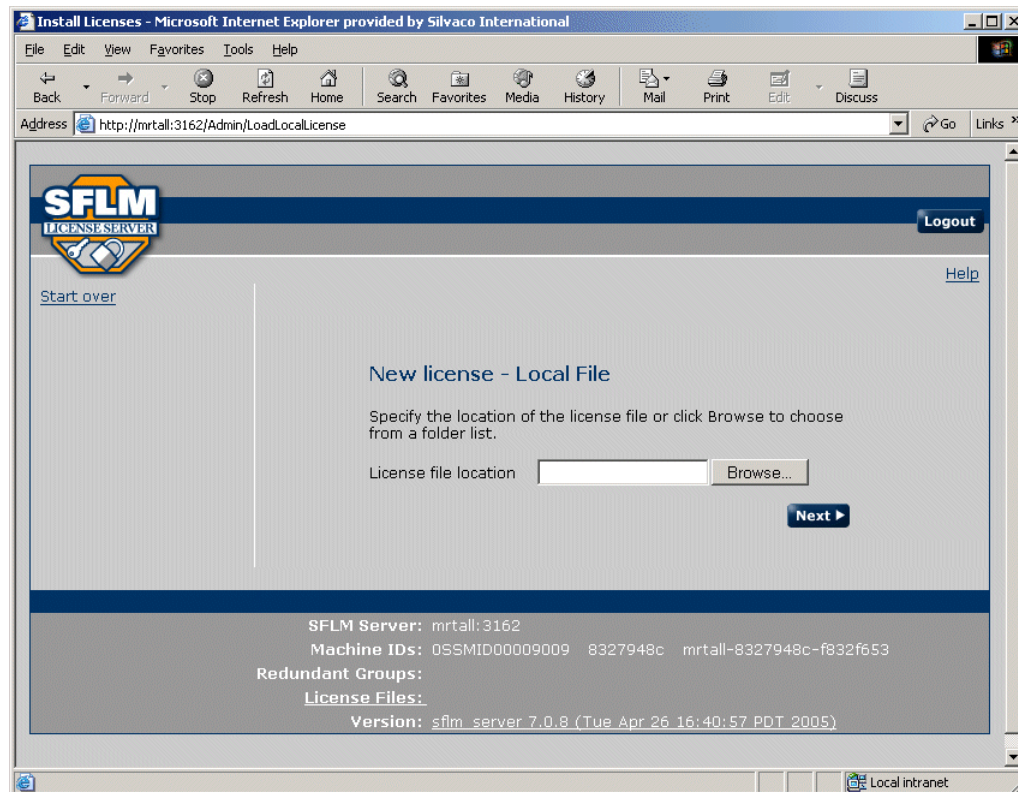 Install Licenses - Microsoft Internet Explorer provided by Silvaco International
File Edit View Favorites Tools Help
Back Forward Stop Refresh Home Search Favorites Media History Mail Print Edit Discuss
Address http://mrtall:3162/Admin/LoadLocalLicense Go Links »
SFLM
LICENSE SERVER
Logout
Help
Start over
New license - Local File
Specify the location of the license file or click Browse to choose
from a folder list.
License file location Browse...
Next
SFLM Server: mrtall:3162
Machine IDs: 0SSMID00009009 8327948c mrtall-8327948c-f832f653
Redundant Groups:
License Files:
Version: sflm_server 7.0.8 (Tue Apr 26 16:40:57 PDT 2005)
Local intranet